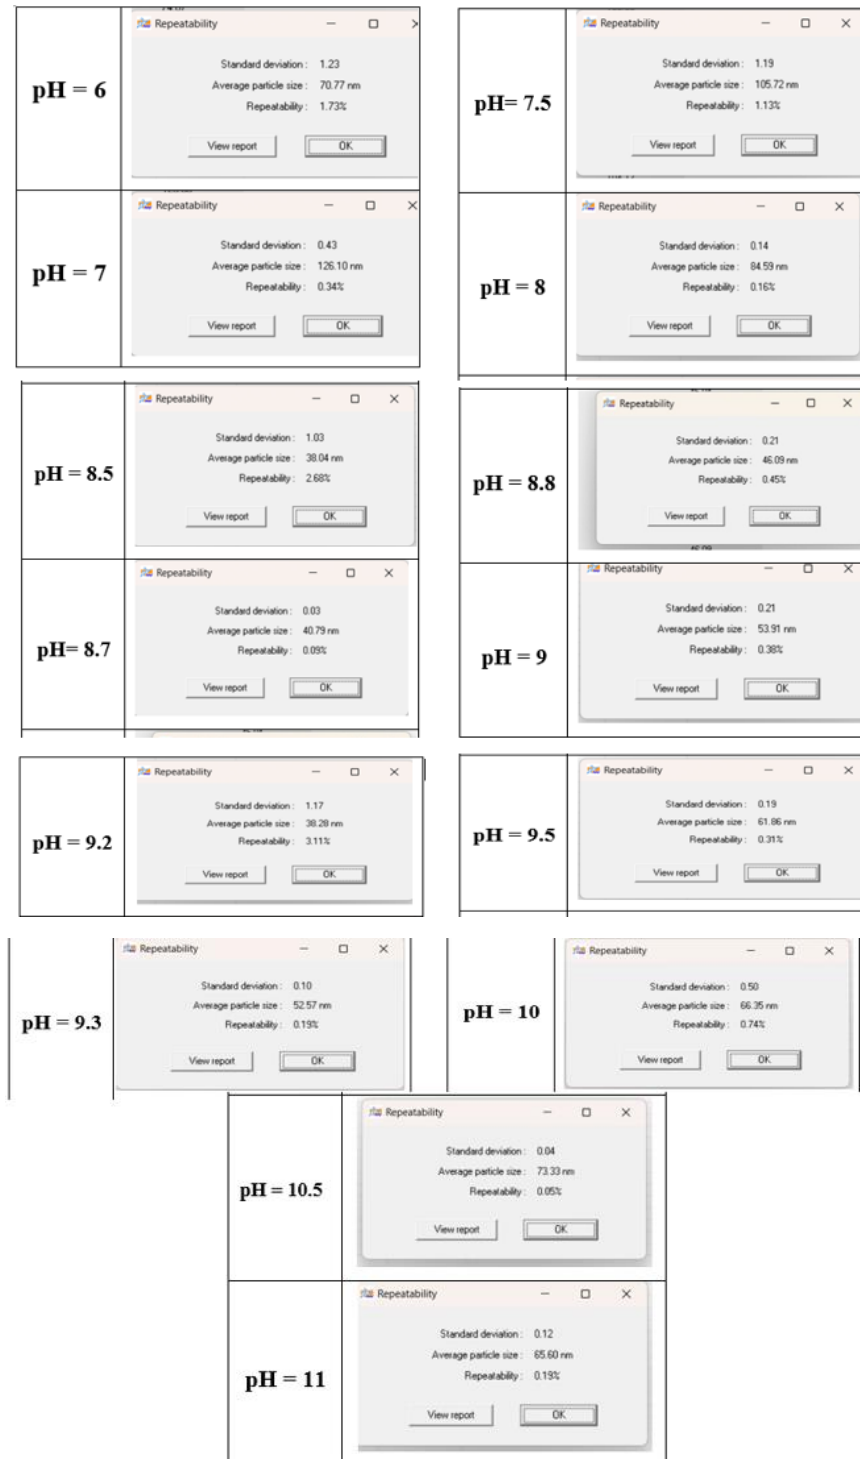 pH = 6
Repeatability
Standard deviation : 1.23
Average particle size : 70.77 nm
Repeatability : 1.73%
View report OK
pH= 7.5
Repeatability
Standard deviation : 1.19
Average particle size : 105.72 nm
Repeatability : 1.13%
View report OK
pH = 7
Repeatability
Standard deviation : 0.43
Average particle size : 126.10 nm
Repeatability : 0.34%
View report OK
pH = 8
Repeatability
Standard deviation : 0.14
Average particle size : 84.59 nm
Repeatability : 0.16%
View report OK
pH = 8.5
Repeatability
Standard deviation : 1.03
Average particle size : 38.04 nm
Repeatability : 2.68%
View report OK
pH = 8.8
Repeatability
Standard deviation : 0.21
Average particle size : 46.09 nm
Repeatability : 0.45%
View report OK
pH= 8.7
Repeatability
Standard deviation : 0.03
Average particle size : 40.79 nm
Repeatability : 0.09%
View report OK
pH = 9
Repeatability
Standard deviation : 0.21
Average particle size : 53.91 nm
Repeatability : 0.38%
View report OK
pH = 9.2
Repeatability
Standard deviation : 1.17
Average particle size : 38.28 nm
Repeatability : 3.11%
View report OK
pH = 9.5
Repeatability
Standard deviation : 0.19
Average particle size : 61.86 nm
Repeatability : 0.31%
View report OK
pH = 9.3
Repeatability
Standard deviation : 0.10
Average particle size : 52.57 nm
Repeatability : 0.19%
View report OK
pH = 10
Repeatability
Standard deviation : 0.50
Average particle size : 66.35 nm
Repeatability : 0.74%
View report OK
pH = 10.5
Repeatability
Standard deviation : 0.04
Average particle size : 73.33 nm
Repeatability : 0.05%
View report OK
pH = 11
Repeatability
Standard deviation : 0.12
Average particle size : 65.60 nm
Repeatability : 0.19%
View report OK